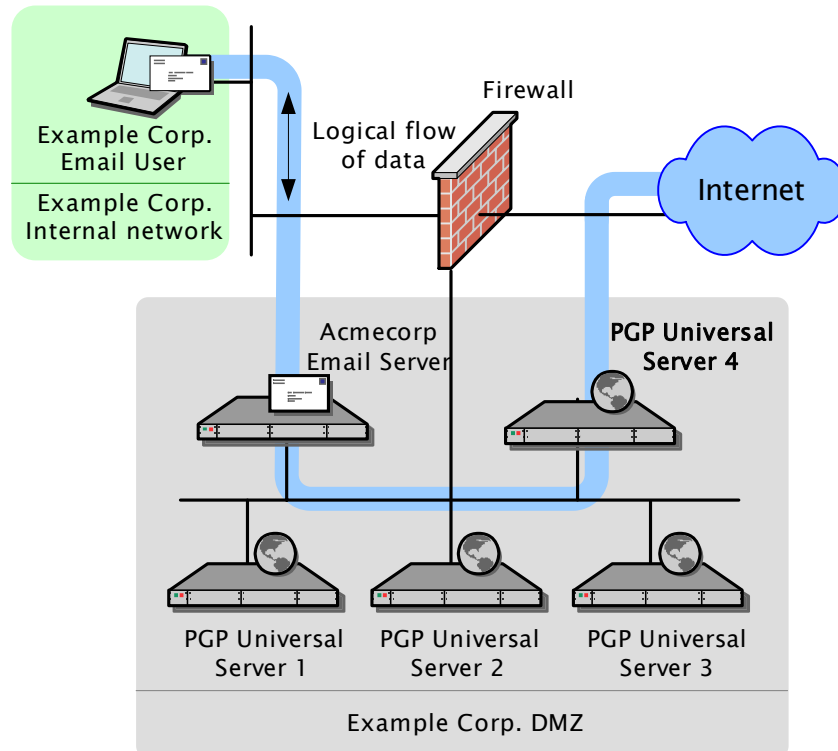 Firewall
Example Corp.
Email User
Logical flow
of data
Example Corp.
Internal network
Internet
Acmecorp
Email Server
PGP Universal
Server 4
PGP Universal
Server 1
PGP Universal
Server 2
PGP Universal
Server 3
Example Corp. DMZ